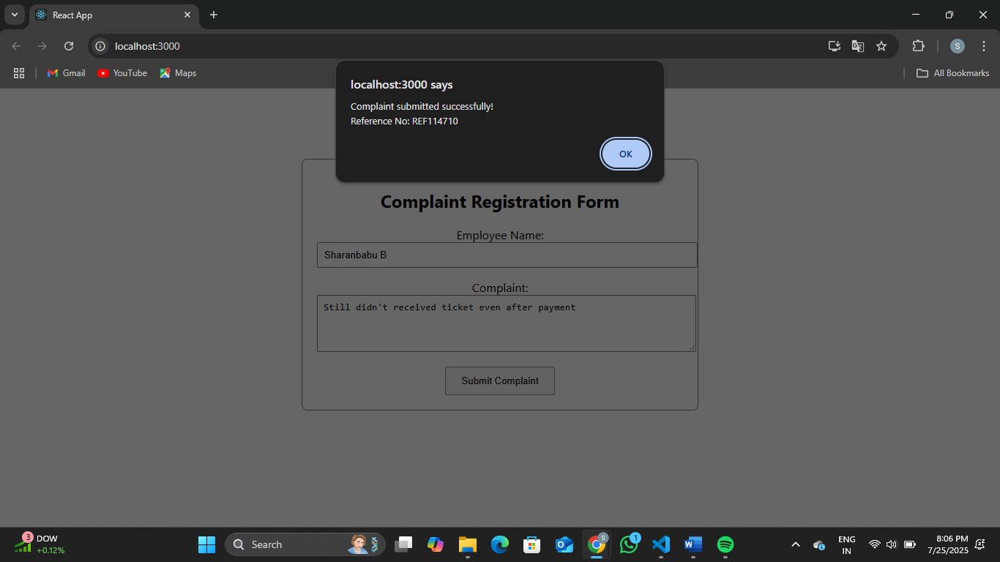 React App
localhost:3000
S
Gmail
YouTube
Maps
All Bookmarks
localhost:3000 says
Complaint submitted successfully!
Reference No: REF114710
OK
Complaint Registration Form
Employee Name:
Sharanbabu B
Complaint:
Still didn't received ticket even after payment
Submit Complaint
3
DOW
+0.12%
Search
S
1
ENG
IN
8:06 PM
7/25/2025